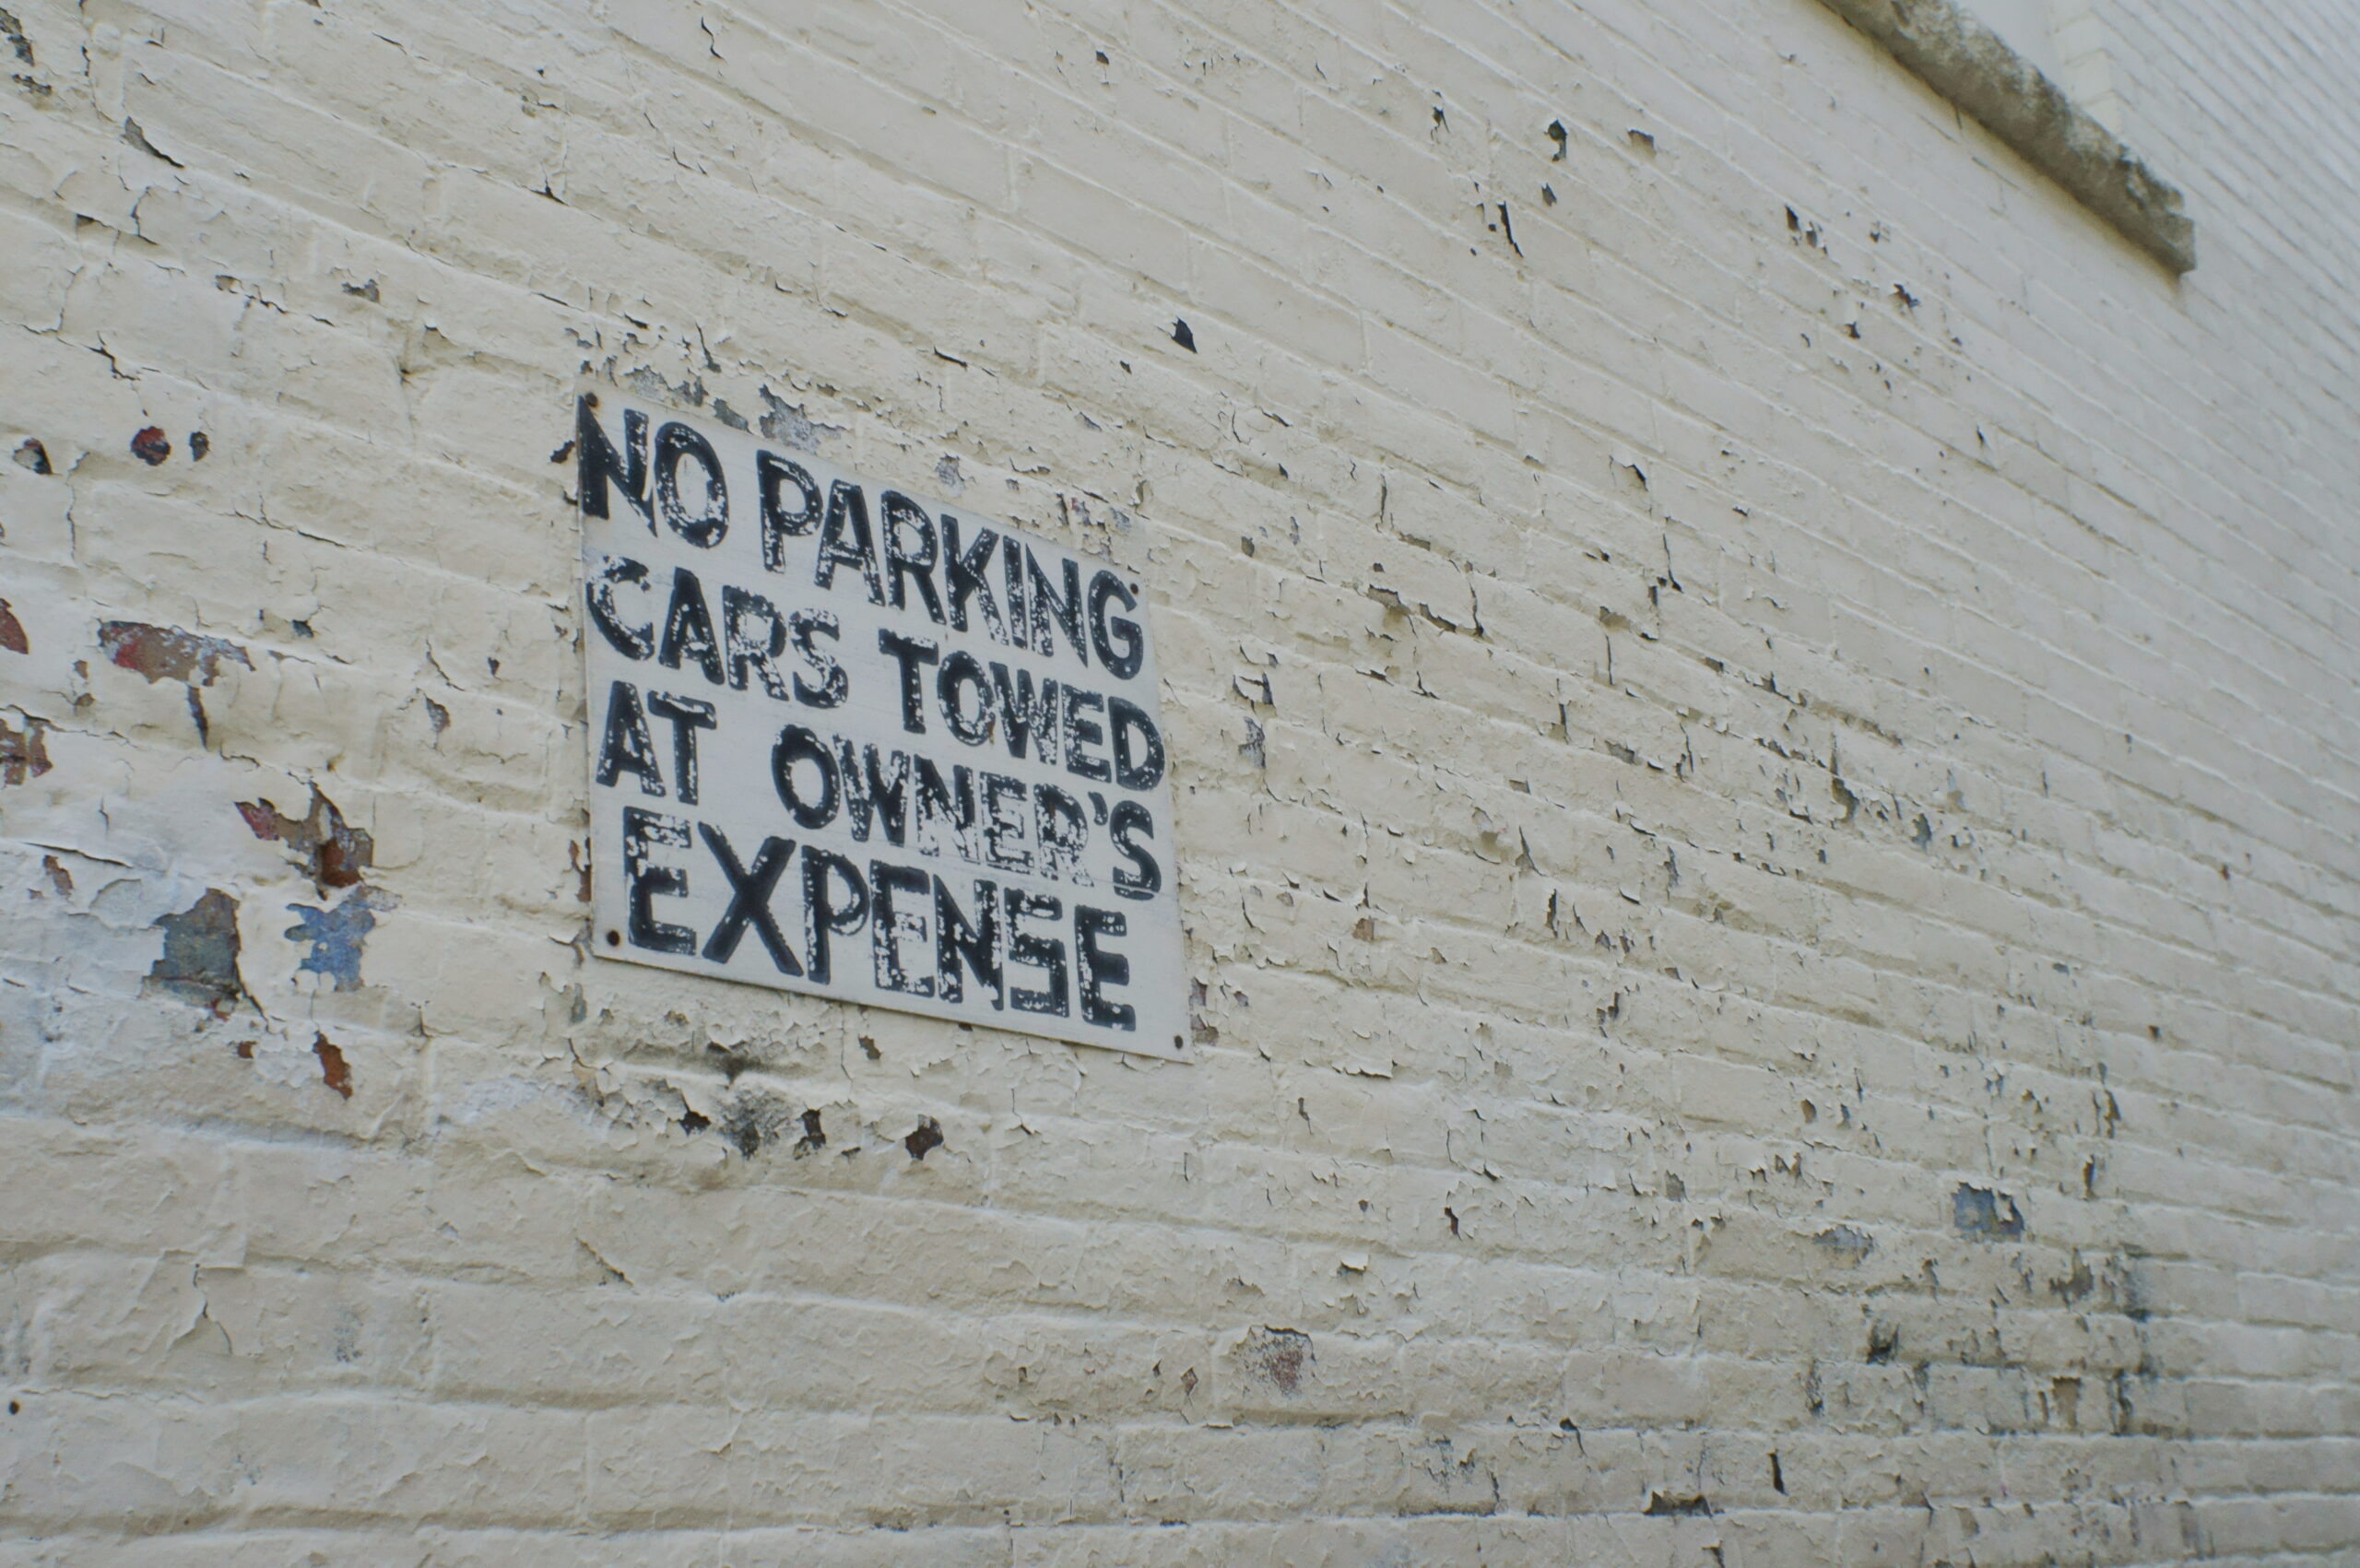 NO PARKING
CARS TOWED
AT OWNER'S
EXPENSE